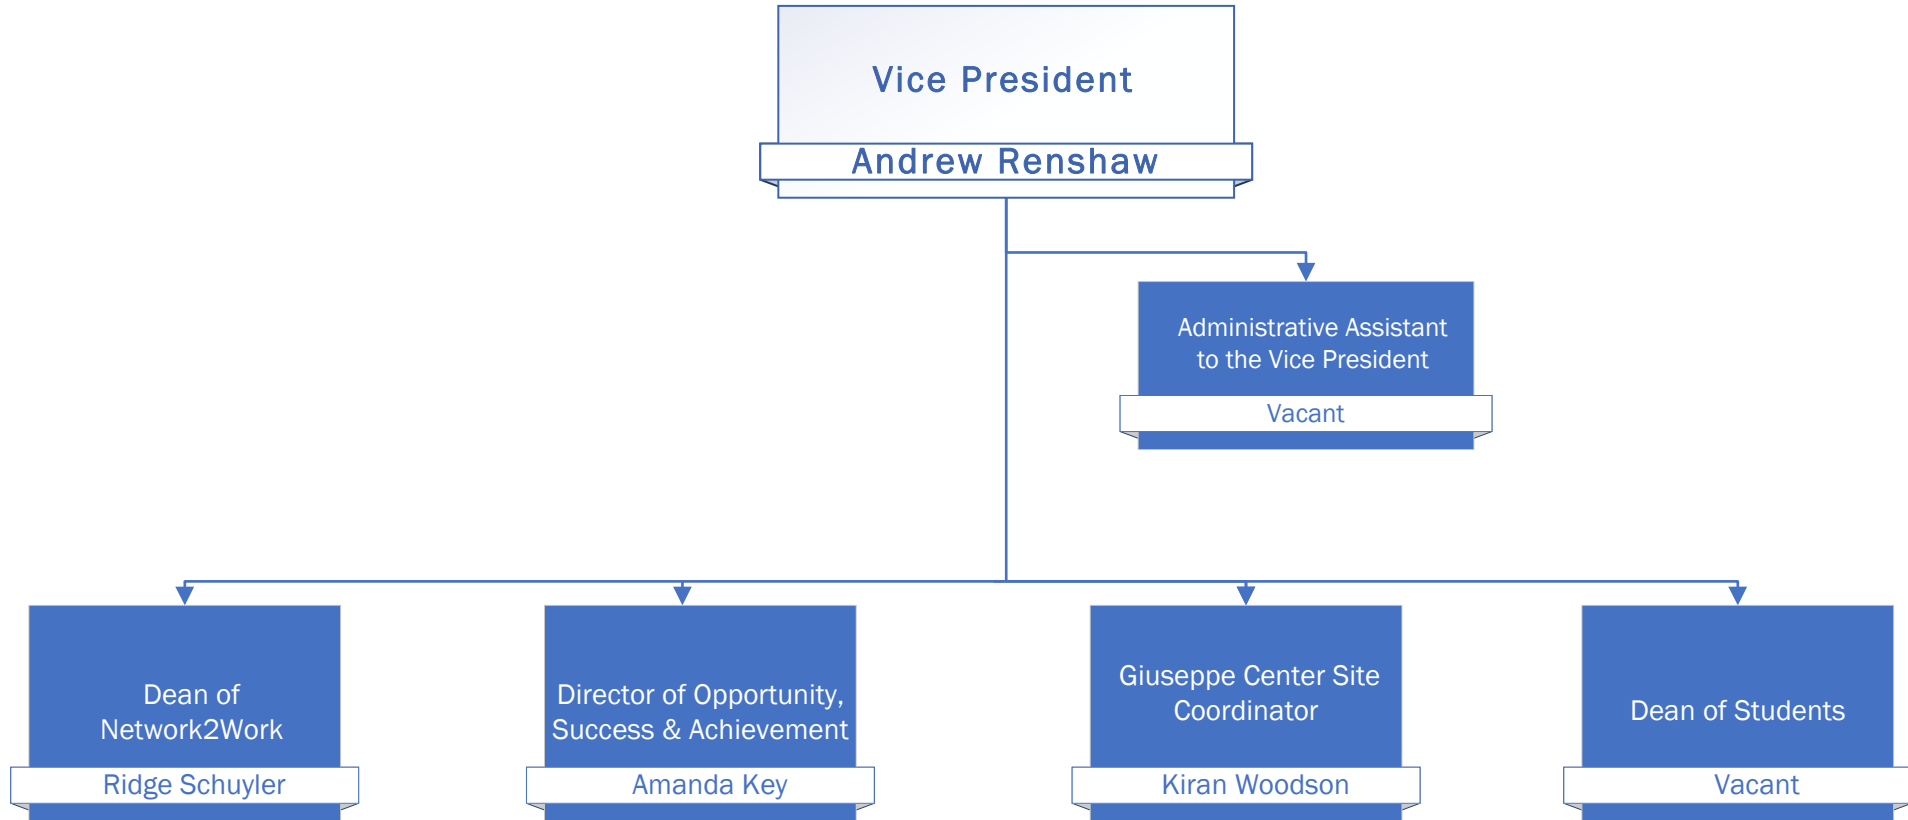 Vice President
Andrew Renshaw
Administrative Assistant
to the Vice President
Vacant
Dean of
Network2Work
Ridge Schuyler
Director of Opportunity,
Success & Achievement
Amanda Key
Giuseppe Center Site
Coordinator
Kiran Woodson
Dean of Students
Vacant